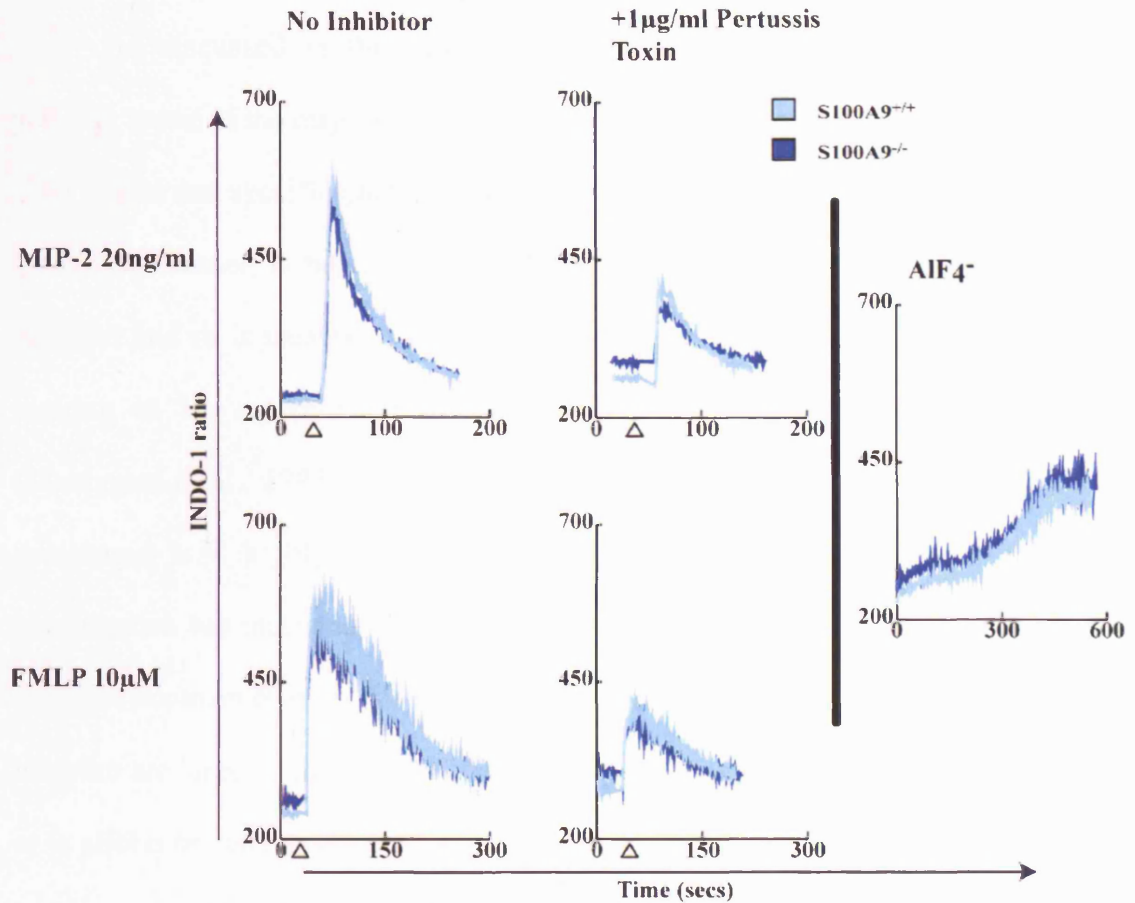 No Inhibitor
+1μg/ml Pertussis
Toxin
S100A9+/+
S100A9-/-
MIP-2 20ng/ml
FMLP 10μM
INDO-1 ratio
700
450
200
0 100 200
700
450
200
0 100 200
AlF4-
700
450
200
0 300 600
700
450
200
0 150 300
700
450
200
0 150 300
Time (secs)